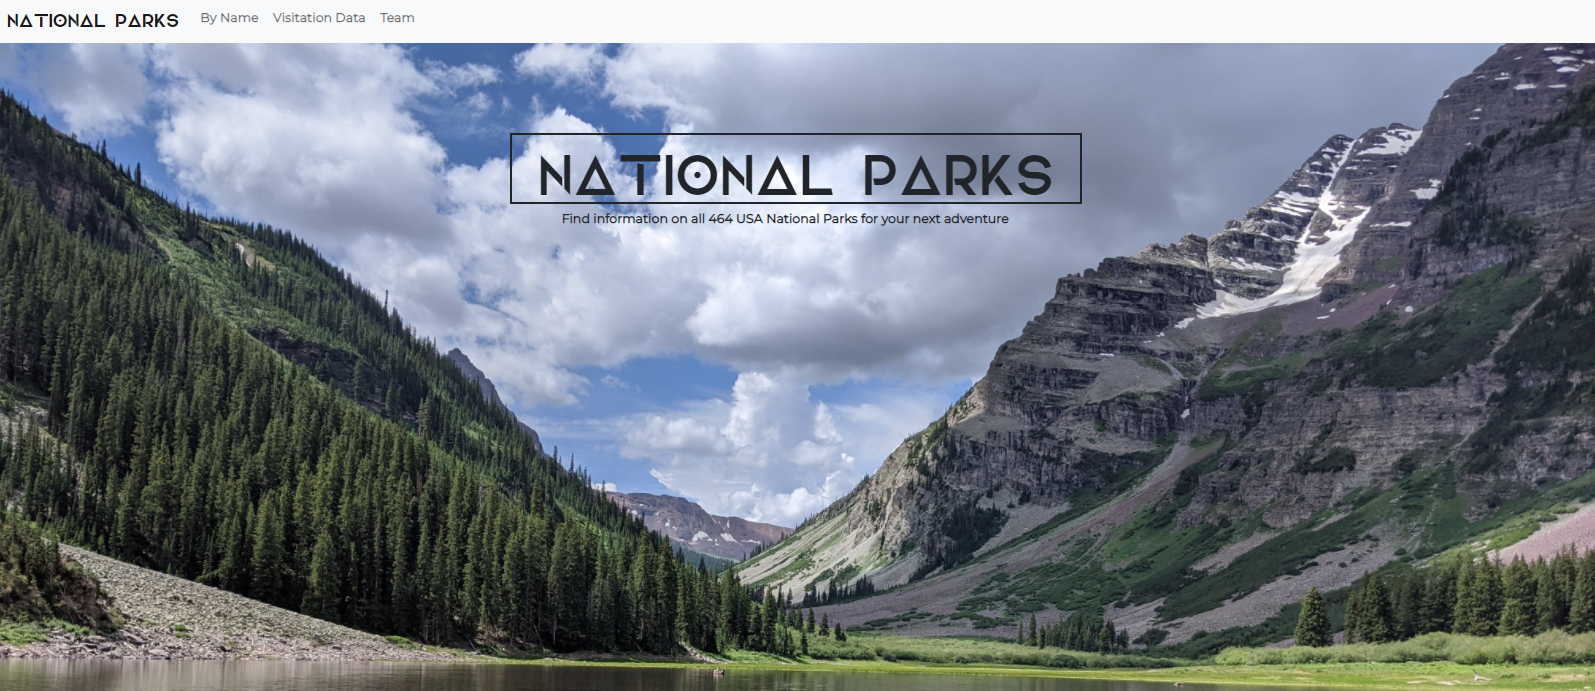 NATIONAL PARKS By Name Visitation Data Team
NATIONAL PARKS
Find information on all 464 USA National Parks for your next adventure